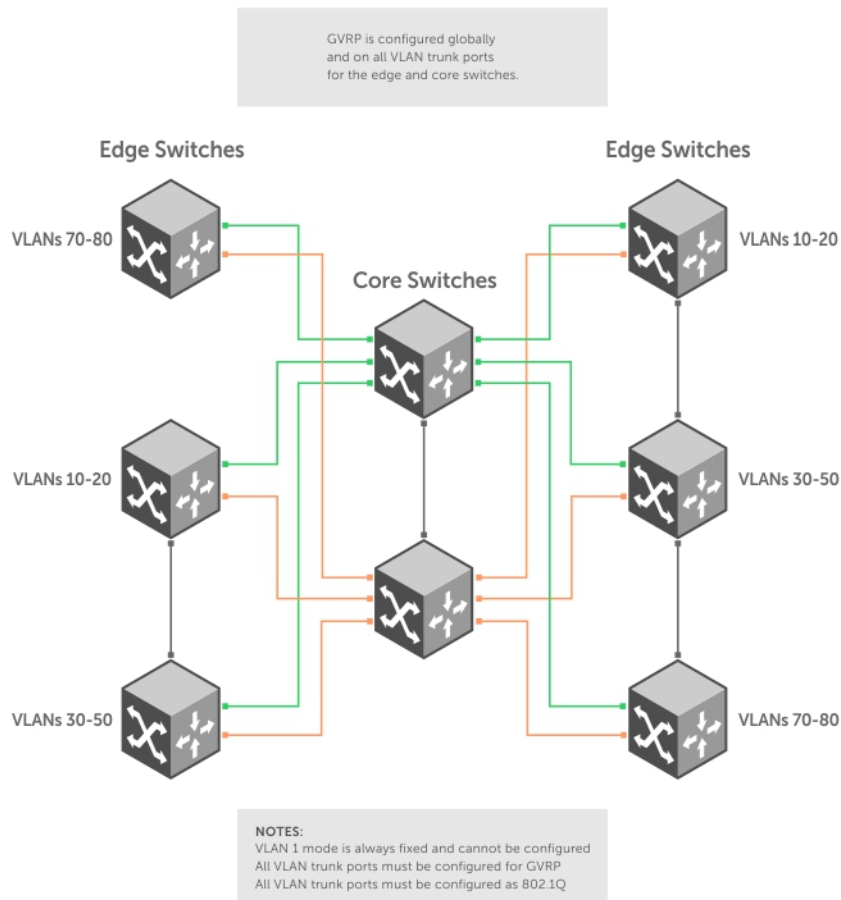 GVRP is configured globally
and on all VLAN trunk ports
for the edge and core switches.
Edge Switches
Edge Switches
VLANs 70-80
VLANs 10-20
Core Switches
VLANs 10-20
VLANs 30-50
VLANs 30-50
VLANs 70-80
NOTES:
VLAN 1 mode is always fixed and cannot be configured
All VLAN trunk ports must be configured for GVRP
All VLAN trunk ports must be configured as 802.1Q